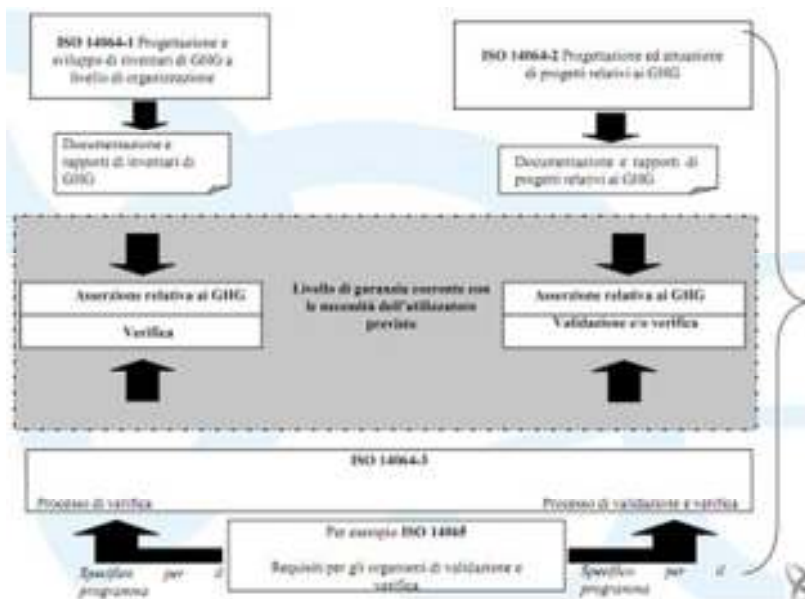 ISO 14064-1 Progettazione e
sviluppo di inventari di GHG a
livello di organizzazione
ISO 14064-2 Progettazione ed attuazione
di progetti relativi ai GHG
Documentazione e
rapporti di inventari di
GHG
Documentazione e rapporti di
progetti relativi ai GHG
Asserzione relativa ai GHG
Verifica
Livello di garanzia coerente con
le necessità dell'utilizzatore
previsto
Asserzione relativa ai GHG
Validazione e/o verifica
ISO 14064-3
Processo di verifica
Processo di validazione e verifica
Per esempio ISO 14065
Requisiti per gli organismi di validazione e
verifica
Specifico per il
programma
Specifico per il
programma